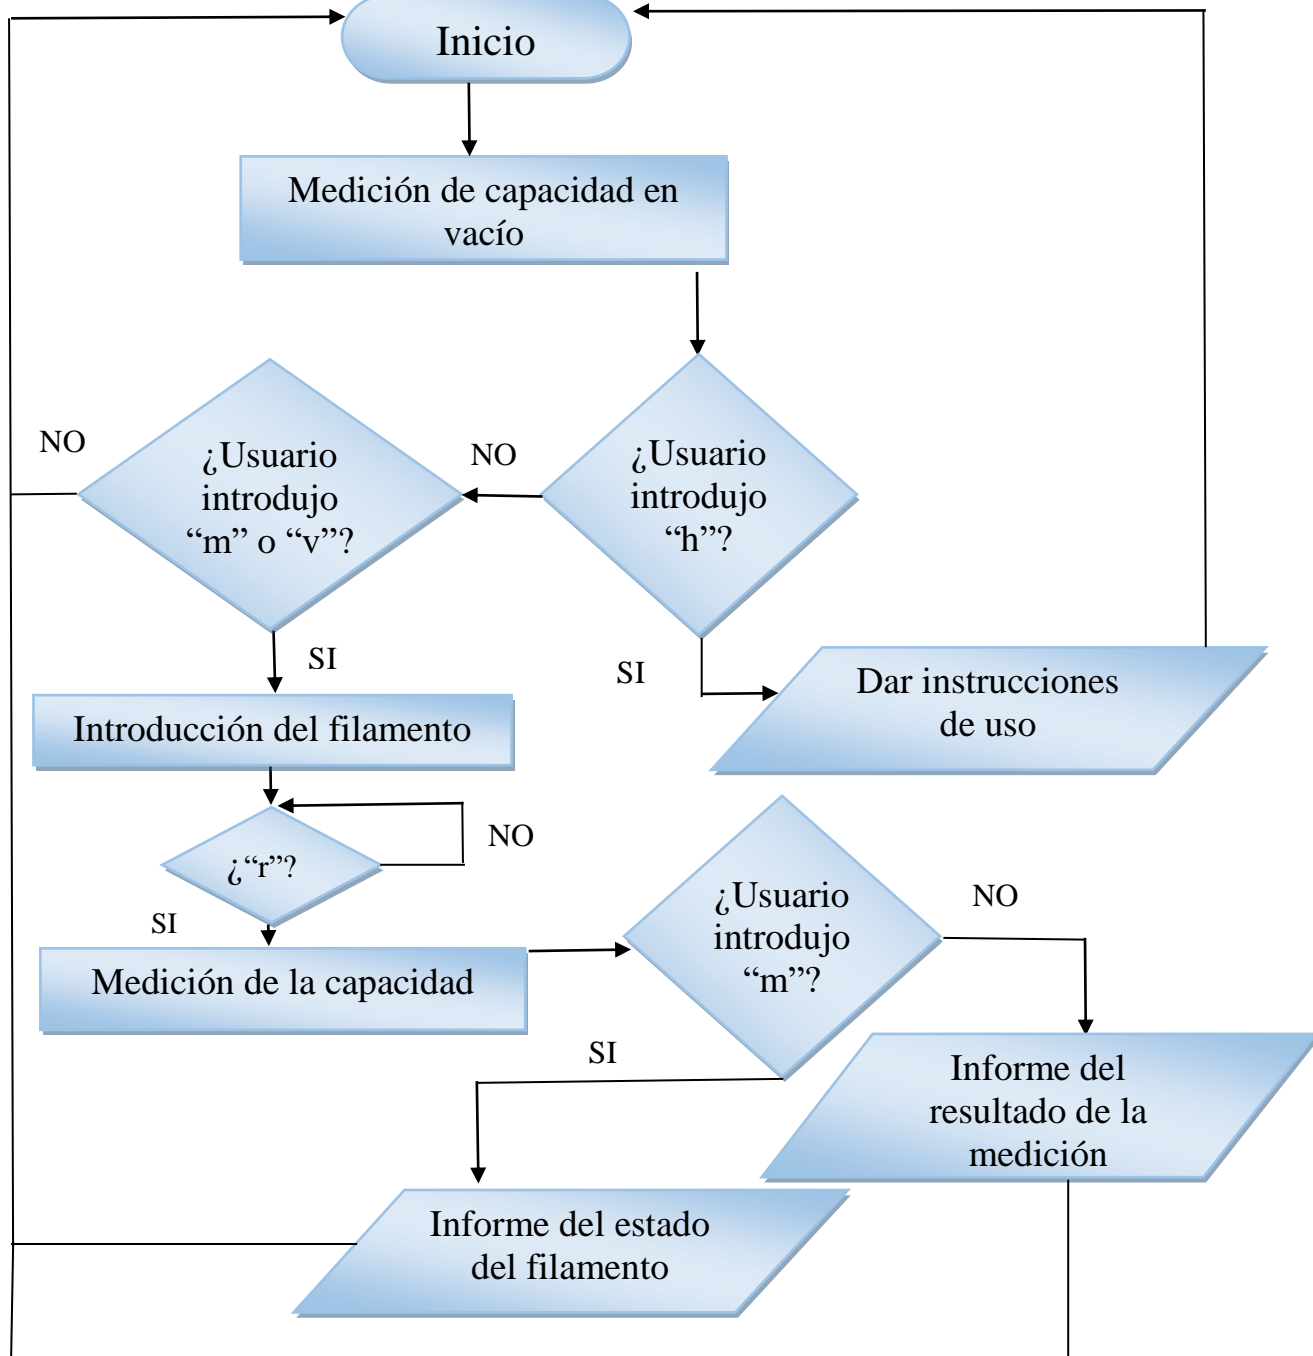 Inicio
Medición de capacidad en
vacío
NO
¿Usuario
introdujo
“m” o “v”?
NO
¿Usuario
introdujo
“h”?
SI
SI
Dar instrucciones
de uso
Introducción del filamento
¿“r”?
NO
SI
Medición de la capacidad
¿Usuario
introdujo
“m”?
NO
SI
Informe del
resultado de la
medición
Informe del estado
del filamento